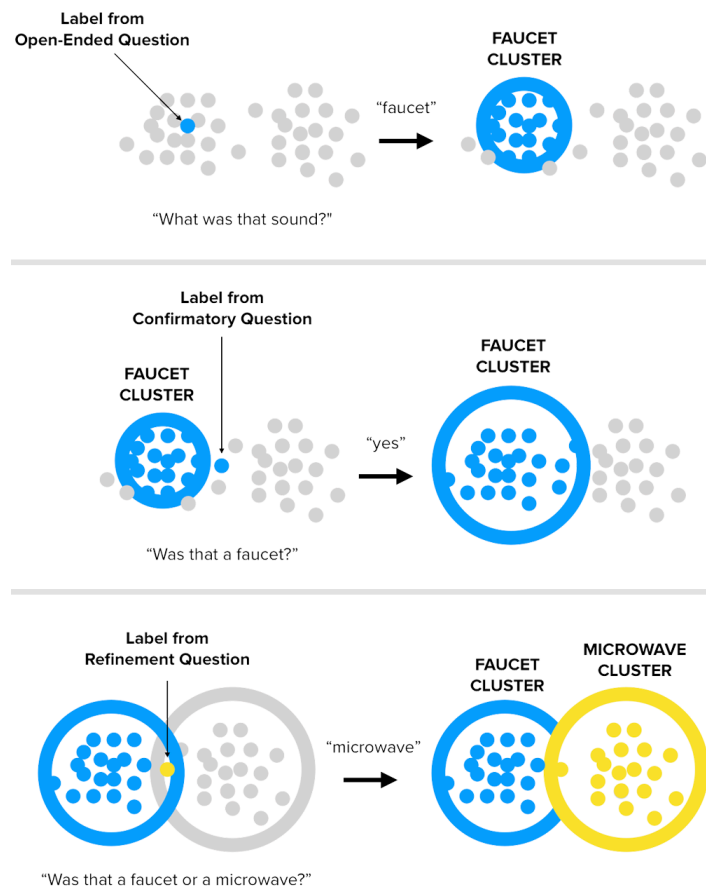 Label from
Open-Ended Question
FAUCET
CLUSTER
“faucet”
“What was that sound?"
Label from
Confirmatory Question
FAUCET
CLUSTER
FAUCET
CLUSTER
“yes”
“Was that a faucet?”
Label from
Refinement Question
FAUCET
CLUSTER
MICROWAVE
CLUSTER
“microwave”
“Was that a faucet or a microwave?”